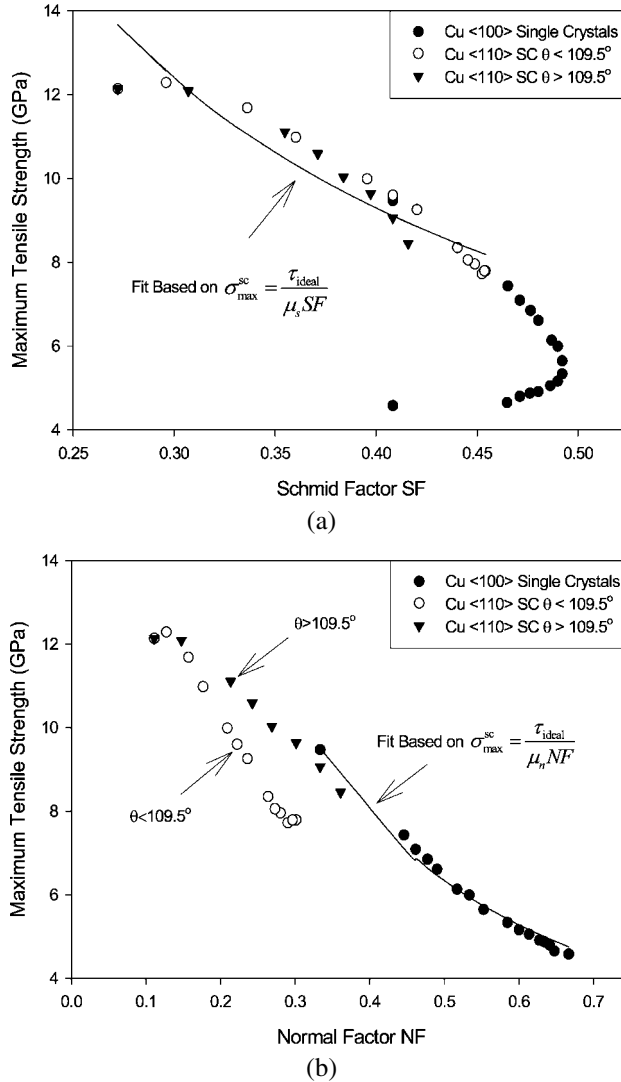 14
12
10
8
6
4
Maximum Tensile Strength (GPa)
Cu <100> Single Crystals
Cu <110> SC θ < 109.5°
Cu <110> SC θ > 109.5°
Fit Based on σ_max^sc = τ_ideal / μ_s SF
0.25 0.30 0.35 0.40 0.45 0.50
Schmid Factor SF
(a)
14
12
10
8
6
4
Maximum Tensile Strength (GPa)
Cu <100> Single Crystals
Cu <110> SC θ < 109.5°
Cu <110> SC θ > 109.5°
θ>109.5°
Fit Based on σ_max^sc = τ_ideal / μ_n NF
θ<109.5°
0.0 0.1 0.2 0.3 0.4 0.5 0.6 0.7
Normal Factor NF
(b)